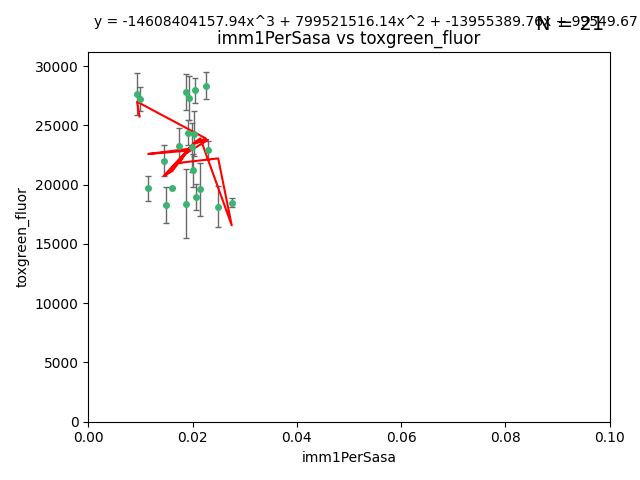 y = -14608404157.94x^3 + 799521516.14x^2 + -13955389.76x + 99549.67
N = 21
imm1PerSasa vs toxgreen_fluor
toxgreen_fluor
30000
25000
20000
15000
10000
5000
0
0.00 0.02 0.04 0.06 0.08 0.10
imm1PerSasa